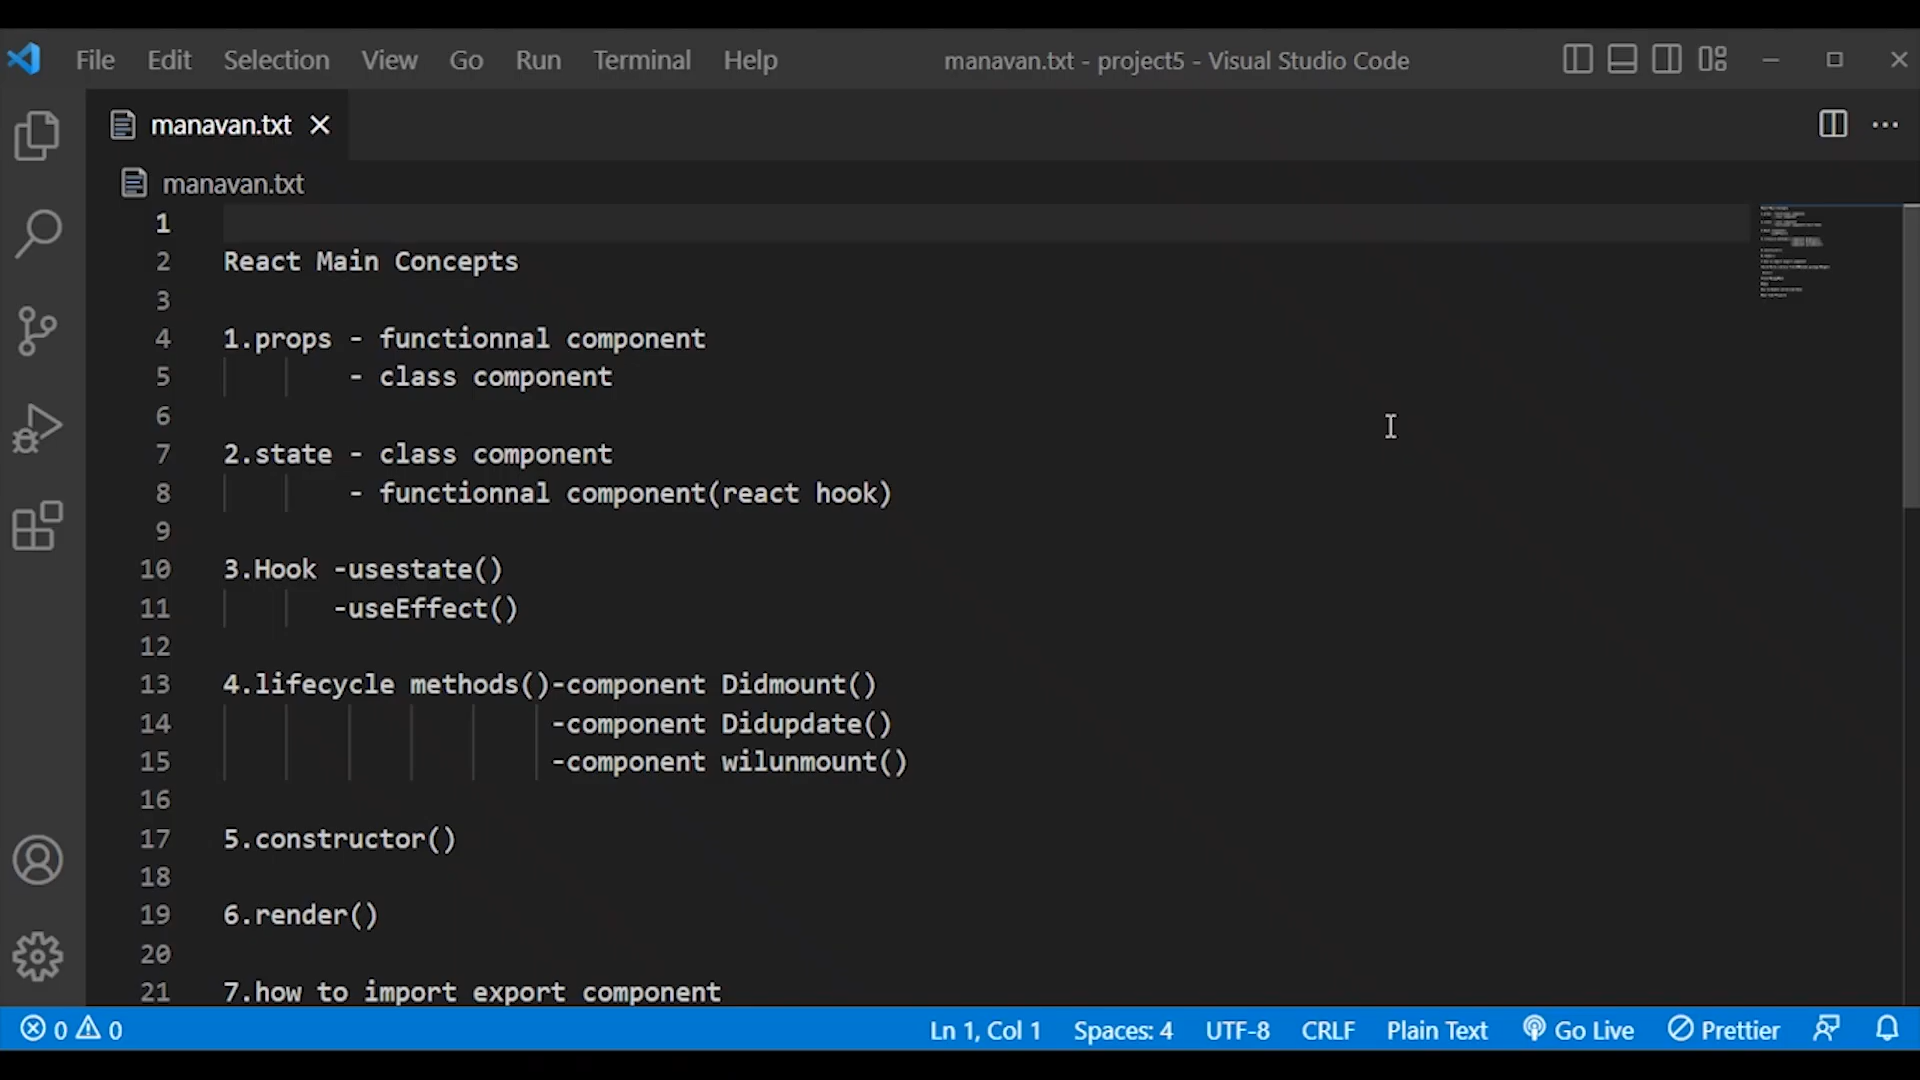 File Edit Selection View Go Run Terminal Help manavan.txt - project5 - Visual Studio Code
manavan.txt
manavan.txt
1
2 React Main Concepts
3
4 1.props - functionnal component
5 - class component
6
7 2.state - class component
8 - functionnal component(react hook)
9
10 3.Hook -usestate()
11 -useEffect()
12
13 4.lifecycle methods()-component Didmount()
14 -component Didupdate()
15 -component wilunmount()
16
17 5.constructor()
18
19 6.render()
20
21 7.how to import export component
0 0 Ln 1, Col 1 Spaces: 4 UTF-8 CRLF Plain Text Go Live Prettier